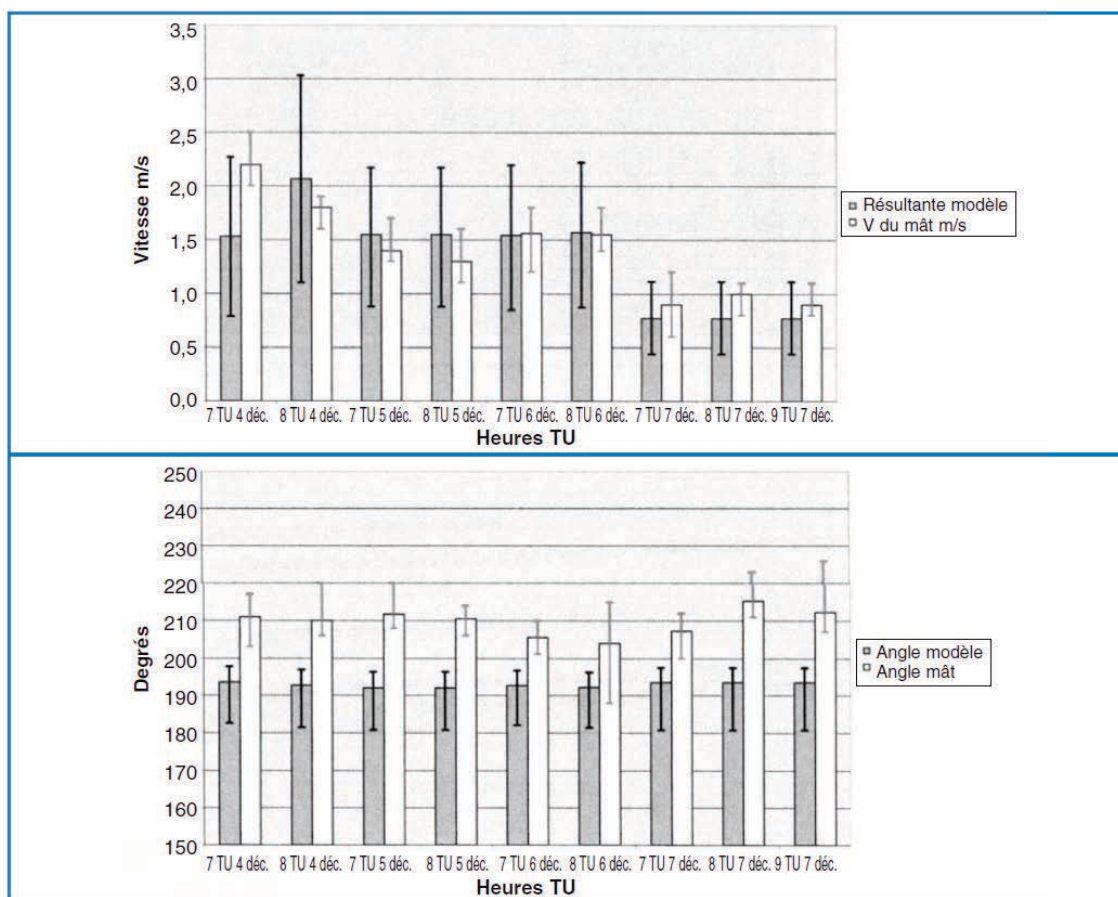 3,5
3,0
2,5
2,0
1,5
1,0
0,5
0,0
Vitesse m/s
7 TU 4 déc. 8 TU 4 déc. 7 TU 5 déc. 8 TU 5 déc. 7 TU 6 déc. 8 TU 6 déc. 7 TU 7 déc. 8 TU 7 déc. 9 TU 7 déc.
Heures TU
Résultante modèle
V du mât m/s
250
240
230
220
210
200
190
180
170
160
150
Degrés
7 TU 4 déc. 8 TU 4 déc. 7 TU 5 déc. 8 TU 5 déc. 7 TU 6 déc. 8 TU 6 déc. 7 TU 7 déc. 8 TU 7 déc. 9 TU 7 déc.
Heures TU
Angle modèle
Angle mât